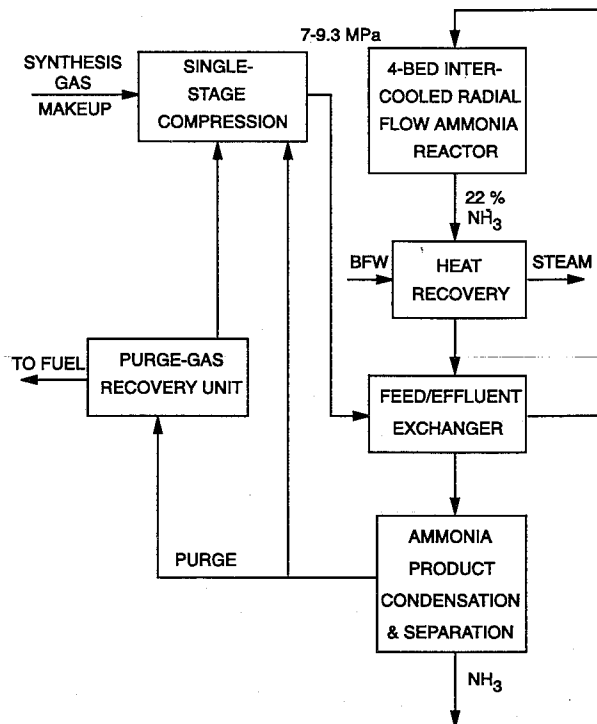 7-9.3 MPa
SYNTHESIS
GAS
MAKEUP
SINGLE-
STAGE
COMPRESSION
4-BED INTER-
COOLED RADIAL
FLOW AMMONIA
REACTOR
22 %
NH3
BFW
HEAT
RECOVERY
STEAM
TO FUEL
PURGE-GAS
RECOVERY UNIT
FEED/EFFLUENT
EXCHANGER
PURGE
AMMONIA
PRODUCT
CONDENSATION
& SEPARATION
NH3